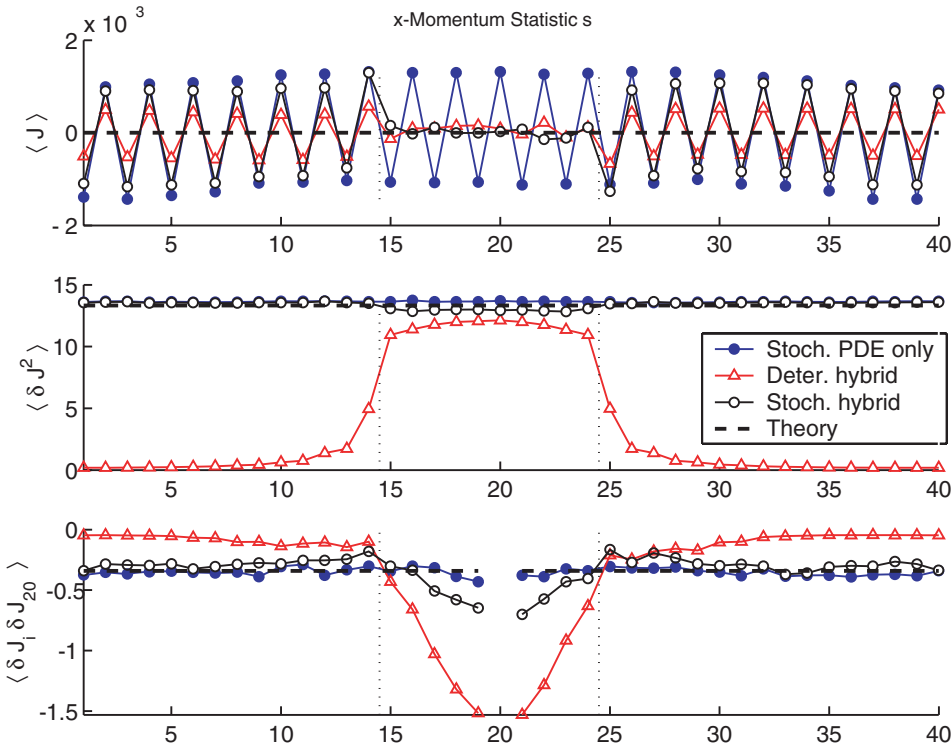 x 10 3
x-Momentum Statistic s
2
0
- 2
⟨ J ⟩
5 10 15 20 25 30 35 40
15
10
5
0
⟨ δ J 2 ⟩
Stoch. PDE only
Deter. hybrid
Stoch. hybrid
Theory
5 10 15 20 25 30 35 40
-0
-0.5
-1
-1.5
⟨ δ J i δ J 20 ⟩
5 10 15 20 25 30 35 40